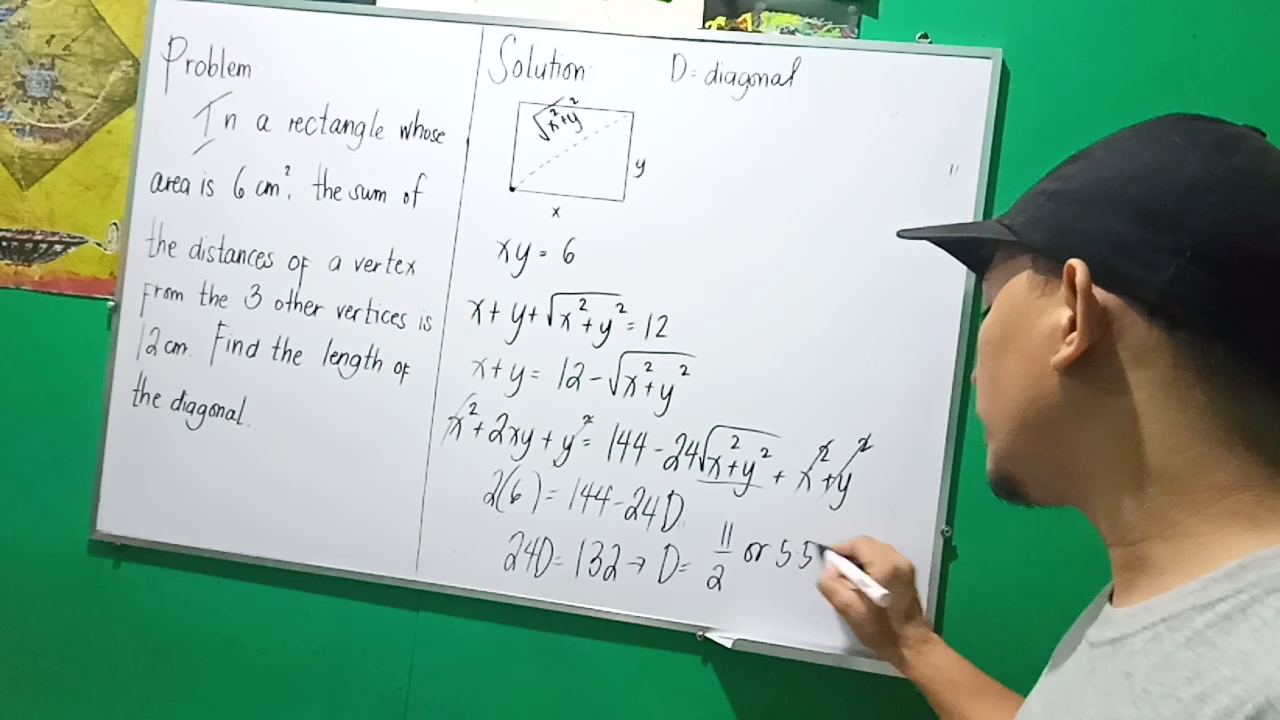 Problem
In a rectangle whose
area is 6 cm², the sum of
the distances of a vertex
from the 3 other vertices is
12 cm. Find the length of
the diagonal.
Solution:
D = diagonal
√x²+y²
y
x
xy = 6
x + y + √x²+y² = 12
x + y = 12 - √x²+y²
x² + 2xy + y² = 144 - 24√x²+y² + x²+y²
2(6) = 144 - 24D
24D = 132 → D = 11/2 or 5.5